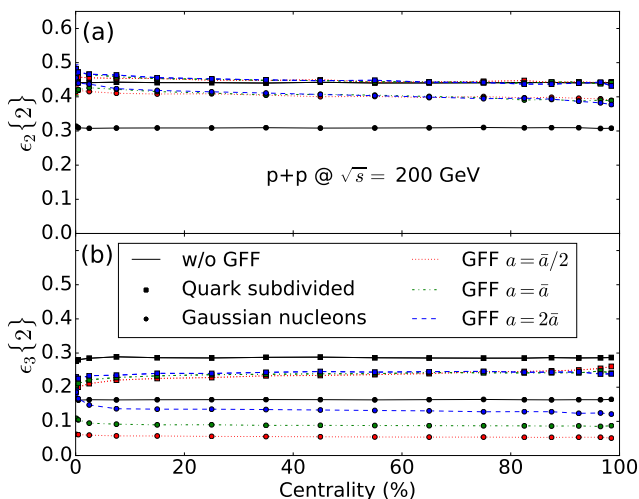 0.6
0.5
0.4
0.3
0.2
0.1
0.0
ϵ₂{2}
(a)
p+p @ √s = 200 GeV
0.5
0.4
0.3
0.2
0.1
0.0
ϵ₃{2}
(b)
w/o GFF
Quark subdivided
Gaussian nucleons
GFF a = ā/2
GFF a = ā
GFF a = 2ā
0 20 40 60 80 100
Centrality (%)